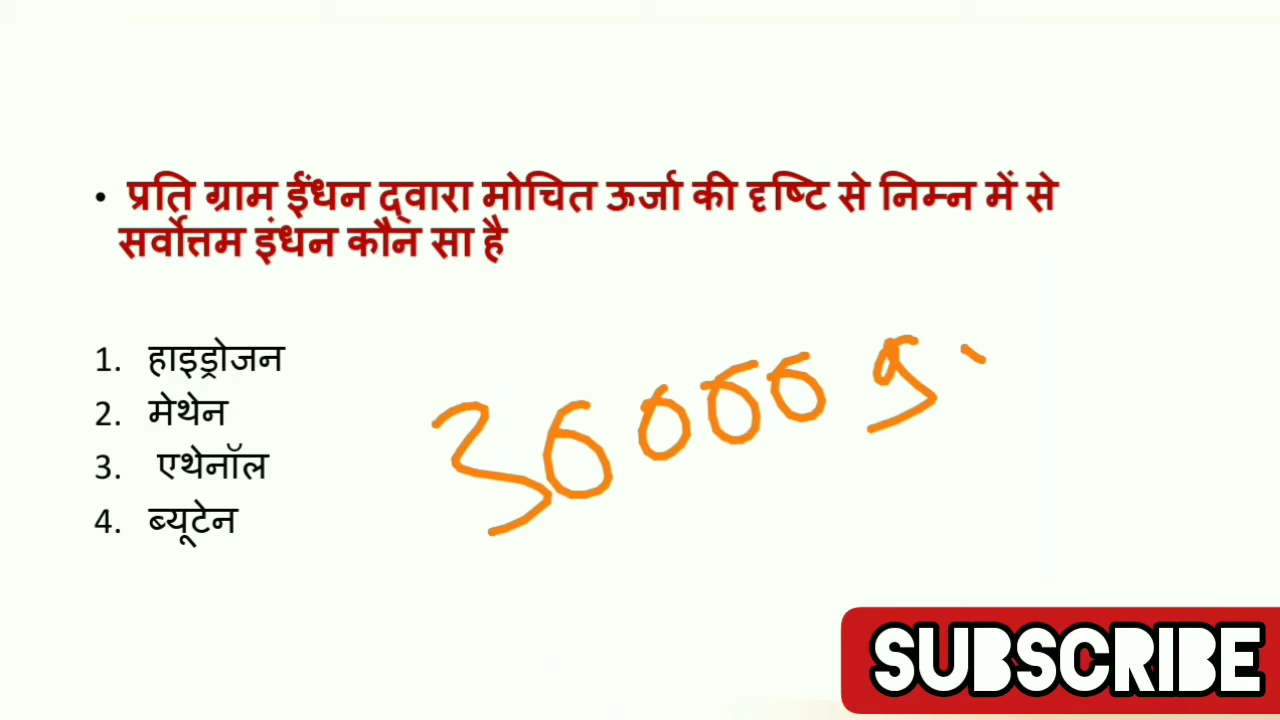 • प्रति ग्राम ईंधन द्वारा मोचित ऊर्जा की दृष्टि से निम्न में से
सर्वोत्तम इंधन कौन सा है
1. हाइड्रोजन
2. मेथेन
3. एथेनॉल
4. ब्यूटेन
30000 g
SUBSCRIBE